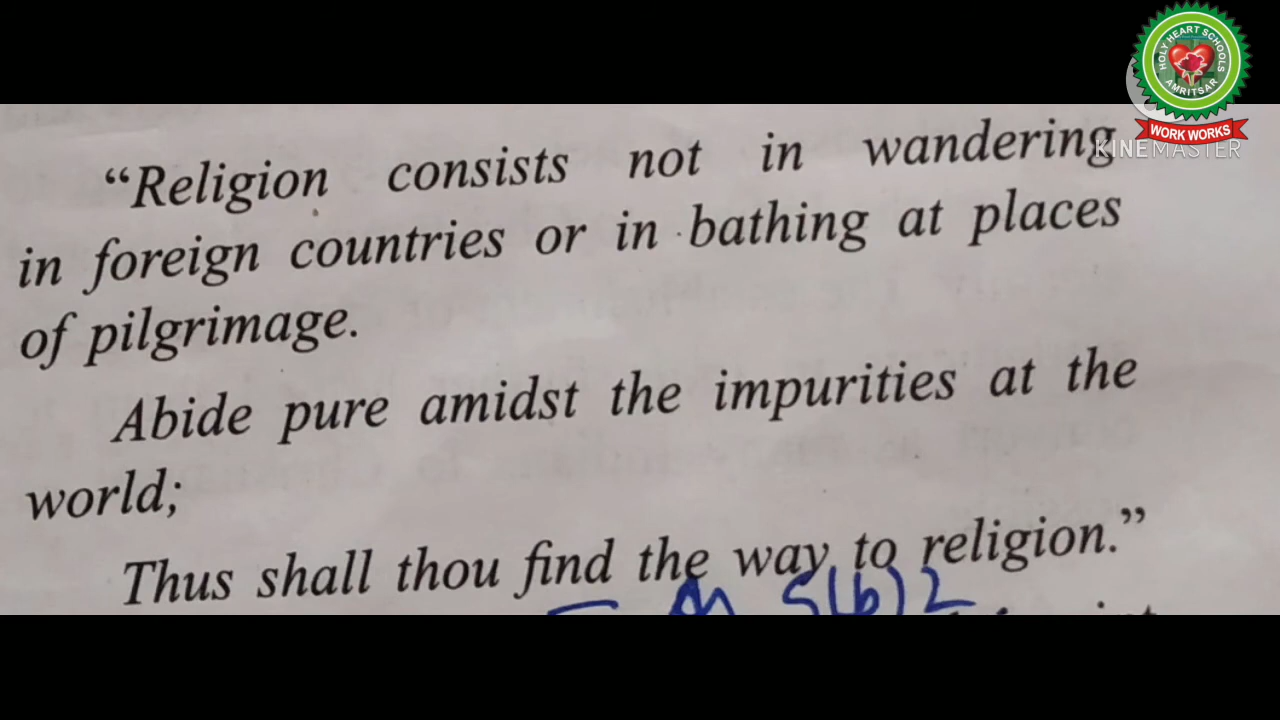 HOLY HEART SCHOOLS
AMRITSAR
WORK WORKS
KINEMASTER
“Religion consists not in wandering
in foreign countries or in bathing at places
of pilgrimage.
Abide pure amidst the impurities at the
world;
Thus shall thou find the way to religion.”
5(b) 2